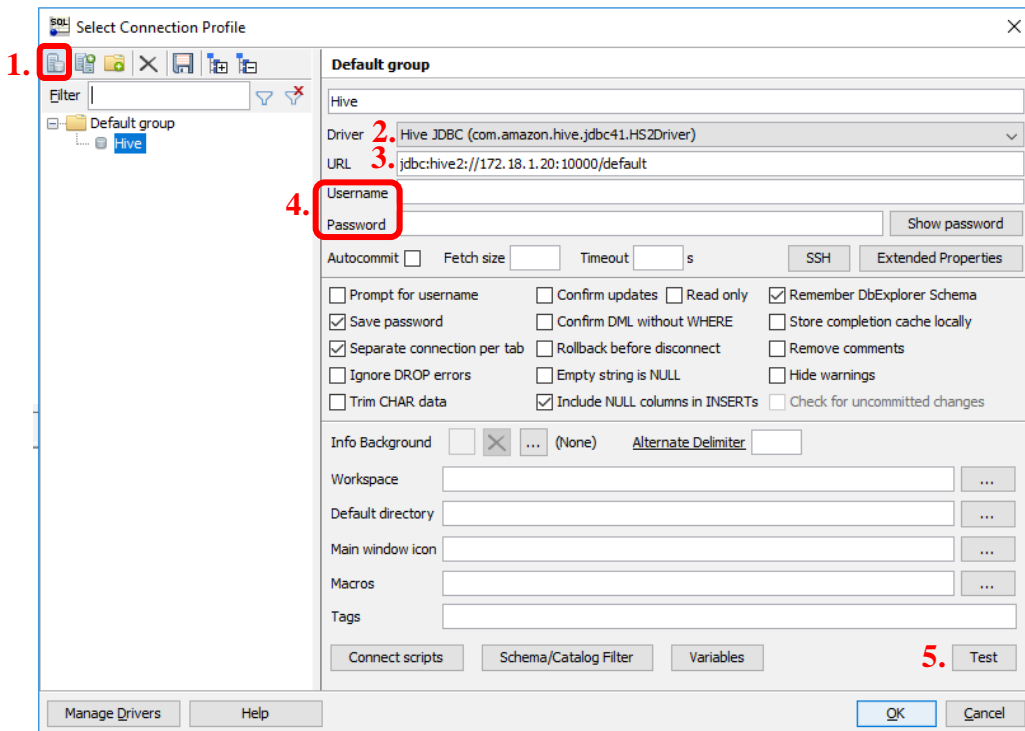 SQL Select Connection Profile
1.
Default group
Filter
Default group
Hive
Hive
Driver 2. Hive JDBC (com.amazon.hive.jdbc41.HS2Driver)
URL 3. jdbc:hive2://172.18.1.20:10000/default
4. Username
Password Show password
Autocommit Fetch size Timeout s SSH Extended Properties
Prompt for username Confirm updates Read only Remember DbExplorer Schema
Save password Confirm DML without WHERE Store completion cache locally
Separate connection per tab Rollback before disconnect Remove comments
Ignore DROP errors Empty string is NULL Hide warnings
Trim CHAR data Include NULL columns in INSERTs Check for uncommitted changes
Info Background ... (None) Alternate Delimiter
Workspace ...
Default directory ...
Main window icon ...
Macros ...
Tags
Connect scripts Schema/Catalog Filter Variables 5. Test
Manage Drivers Help OK Cancel